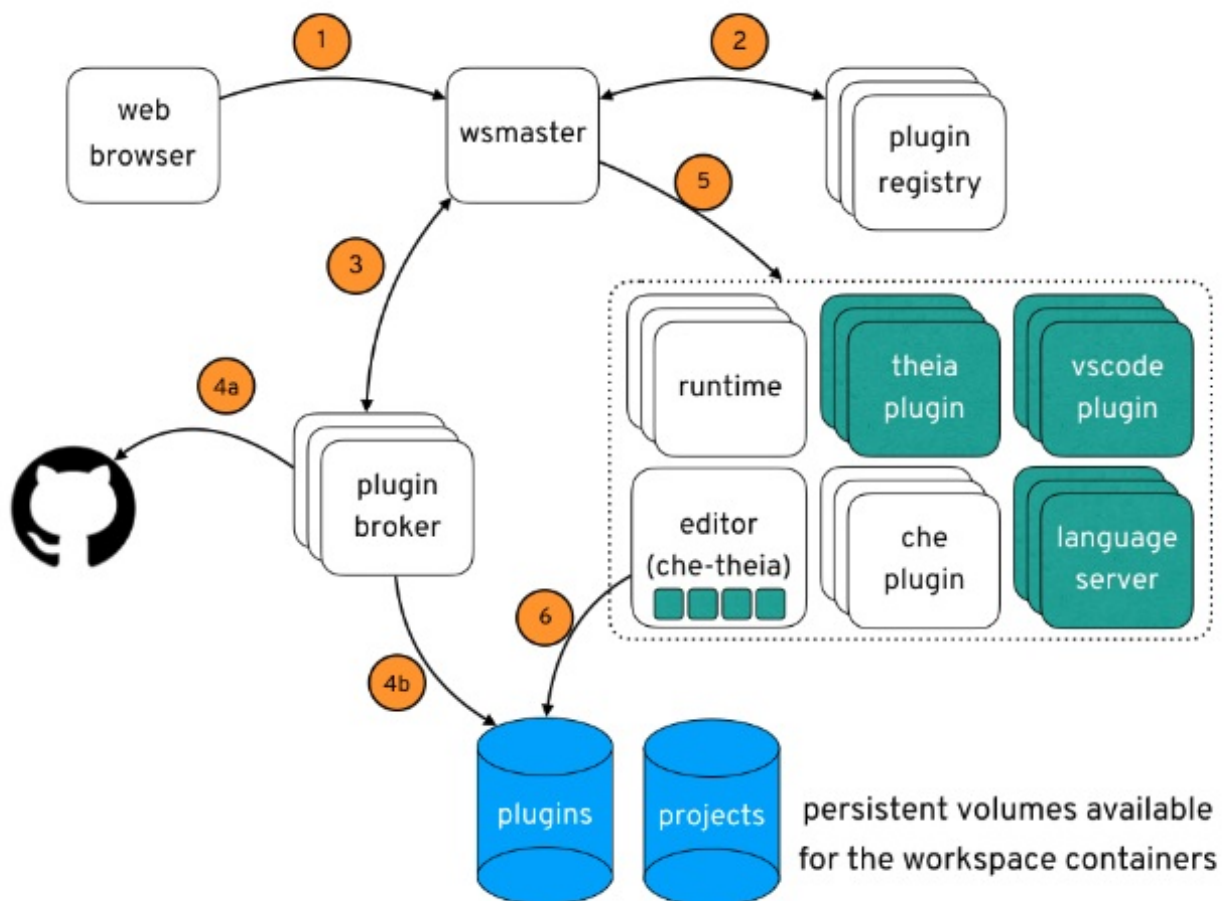 1
2
web
browser
wsmaster
plugin
registry
5
3
runtime
theia
plugin
vscode
plugin
4a
plugin
broker
editor
(che-theia)
che
plugin
language
server
6
4b
plugins
projects
persistent volumes available
for the workspace containers